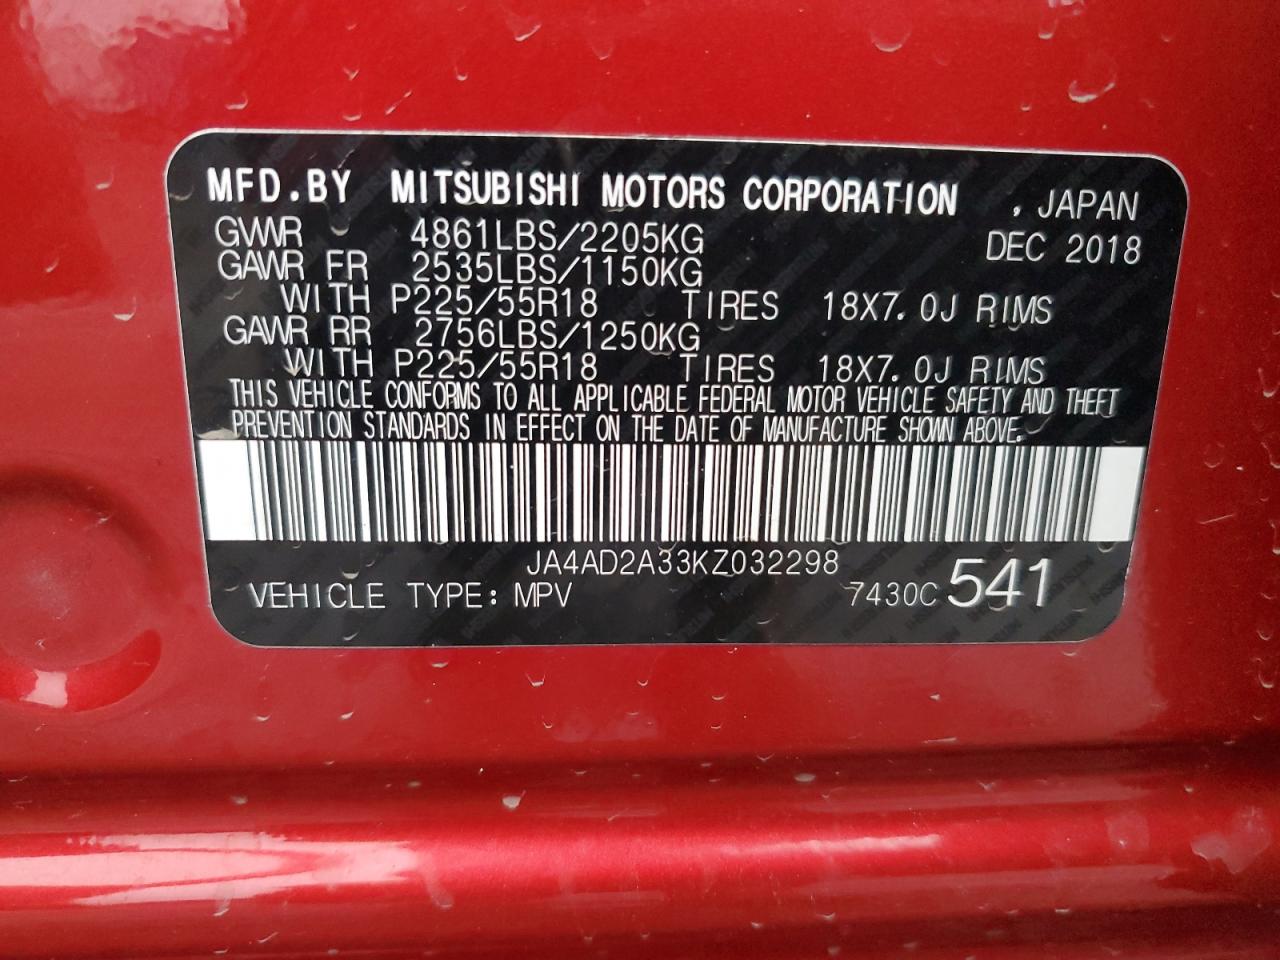 MFD.BY MITSUBISHI MOTORS CORPORATION , JAPAN
GVWR 4861LBS/2205KG DEC 2018
GAWR FR 2535LBS/1150KG
WITH P225/55R18 TIRES 18X7.0J RIMS
GAWR RR 2756LBS/1250KG
WITH P225/55R18 TIRES 18X7.0J RIMS
THIS VEHICLE CONFORMS TO ALL APPLICABLE FEDERAL MOTOR VEHICLE SAFETY AND THEFT
PREVENTION STANDARDS IN EFFECT ON THE DATE OF MANUFACTURE SHOWN ABOVE.
JA4AD2A33KZ032298
VEHICLE TYPE: MPV 7430C 541